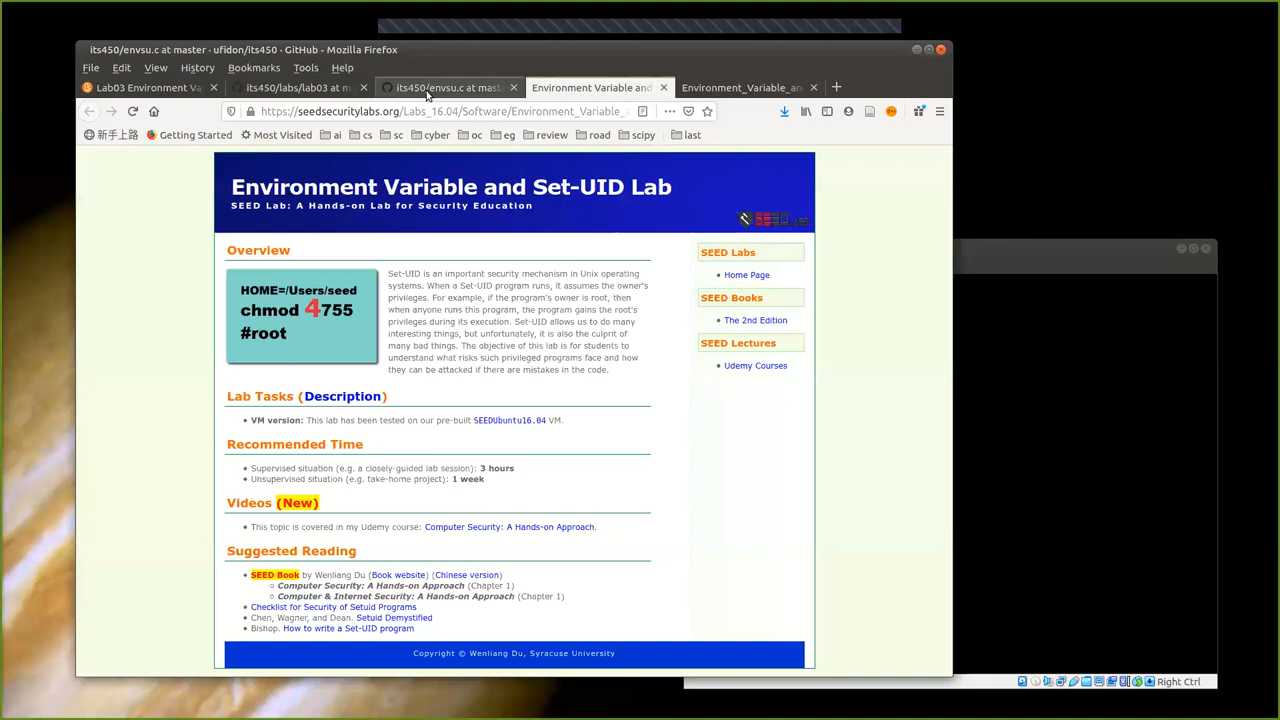 its450/envsu.c at master · ufidon/its450 · GitHub - Mozilla Firefox
File Edit View History Bookmarks Tools Help
Lab03 Environment Va
its450/labs/lab03 at m
its450/envsu.c at mast
Environment Variable and
Environment_Variable_an
https://seedsecuritylabs.org/Labs_16.04/Software/Environment_Variable_a
新手上路 Getting Started Most Visited ai cs sc cyber oc eg review road scipy last
Environment Variable and Set-UID Lab
SEED Lab: A Hands-on Lab for Security Education
SEED
Overview
HOME=/Users/seed
chmod 4755
#root
Set-UID is an important security mechanism in Unix operating
systems. When a Set-UID program runs, it assumes the owner's
privileges. For example, if the program's owner is root, then
when anyone runs this program, the program gains the root's
privileges during its execution. Set-UID allows us to do many
interesting things, but unfortunately, it is also the culprit of
many bad things. The objective of this lab is for students to
understand what risks such privileged programs face and how
they can be attacked if there are mistakes in the code.
SEED Labs
Home Page
SEED Books
The 2nd Edition
SEED Lectures
Udemy Courses
Lab Tasks (Description)
VM version: This lab has been tested on our pre-built SEEDUbuntu16.04 VM.
Recommended Time
Supervised situation (e.g. a closely-guided lab session): 3 hours
Unsupervised situation (e.g. take-home project): 1 week
Videos (New)
This topic is covered in my Udemy course: Computer Security: A Hands-on Approach.
Suggested Reading
SEED Book by Wenliang Du (Book website) (Chinese version)
Computer Security: A Hands-on Approach (Chapter 1)
Computer & Internet Security: A Hands-on Approach (Chapter 1)
Checklist for Security of Setuid Programs
Chen, Wagner, and Dean. Setuid Demystified
Bishop. How to write a Set-UID program
Copyright © Wenliang Du, Syracuse University
Right Ctrl